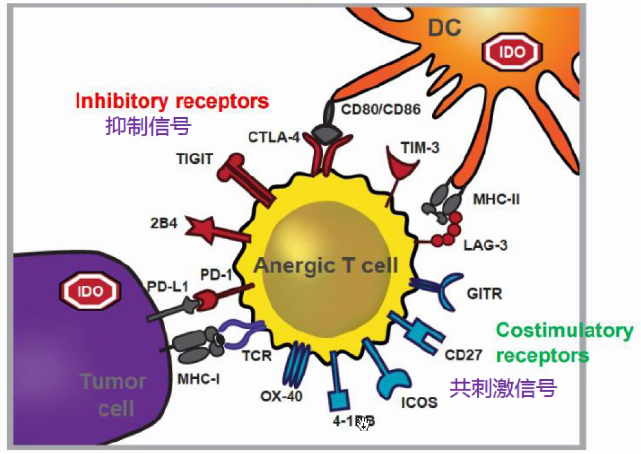 DC
IDO
Inhibitory receptors
抑制信号
CD80/CD86
CTLA-4
TIM-3
TIGIT
MHC-II
2B4
LAG-3
Anergic T cell
PD-1
PD-L1
IDO
GITR
Costimulatory
receptors
TCR
CD27
MHC-I
Tumor
cell
OX-40
ICOS
共刺激信号
4-1BB